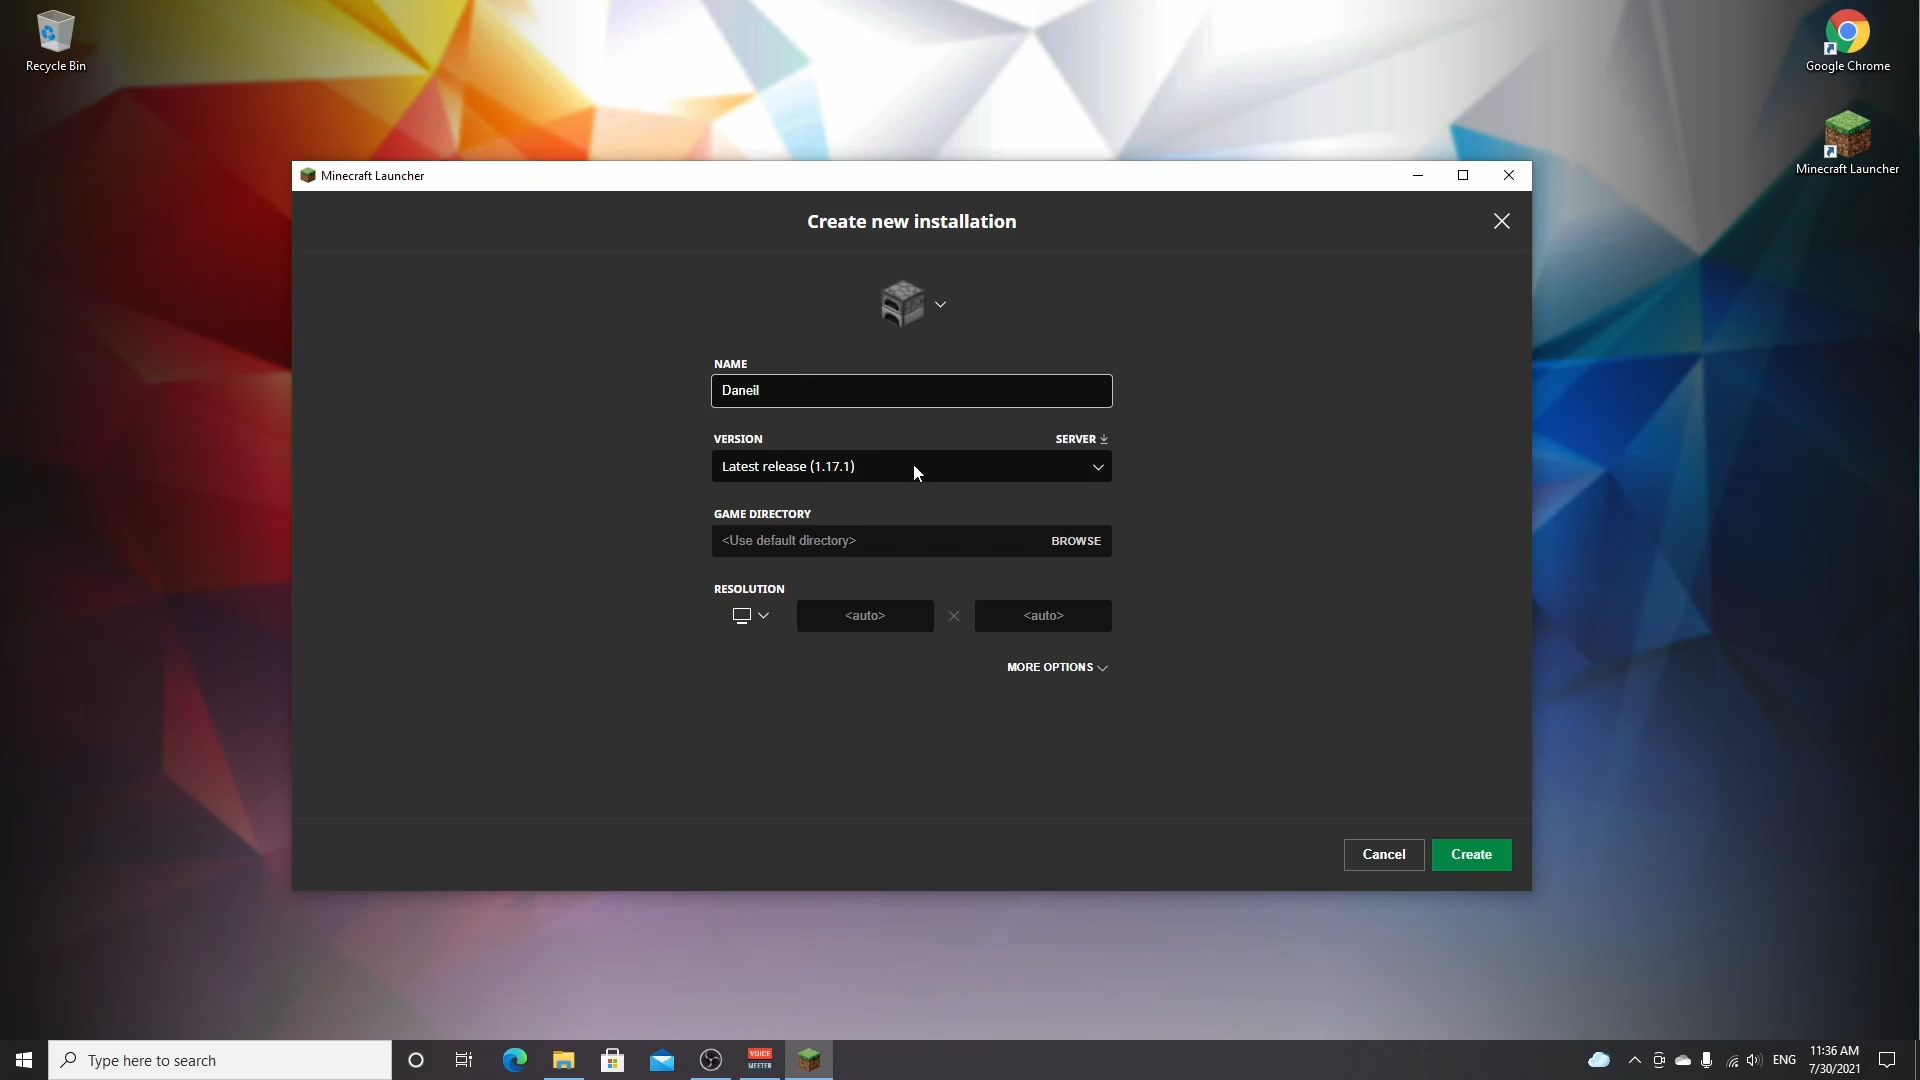 Recycle Bin
Google Chrome
Minecraft Launcher
Minecraft Launcher
Create new installation
NAME
Daneil
VERSION
SERVER
Latest release (1.17.1)
GAME DIRECTORY
<Use default directory>
BROWSE
RESOLUTION
<auto>
<auto>
MORE OPTIONS
Cancel
Create
Type here to search
VOICE
MEETER
ENG
11:36 AM
7/30/2021